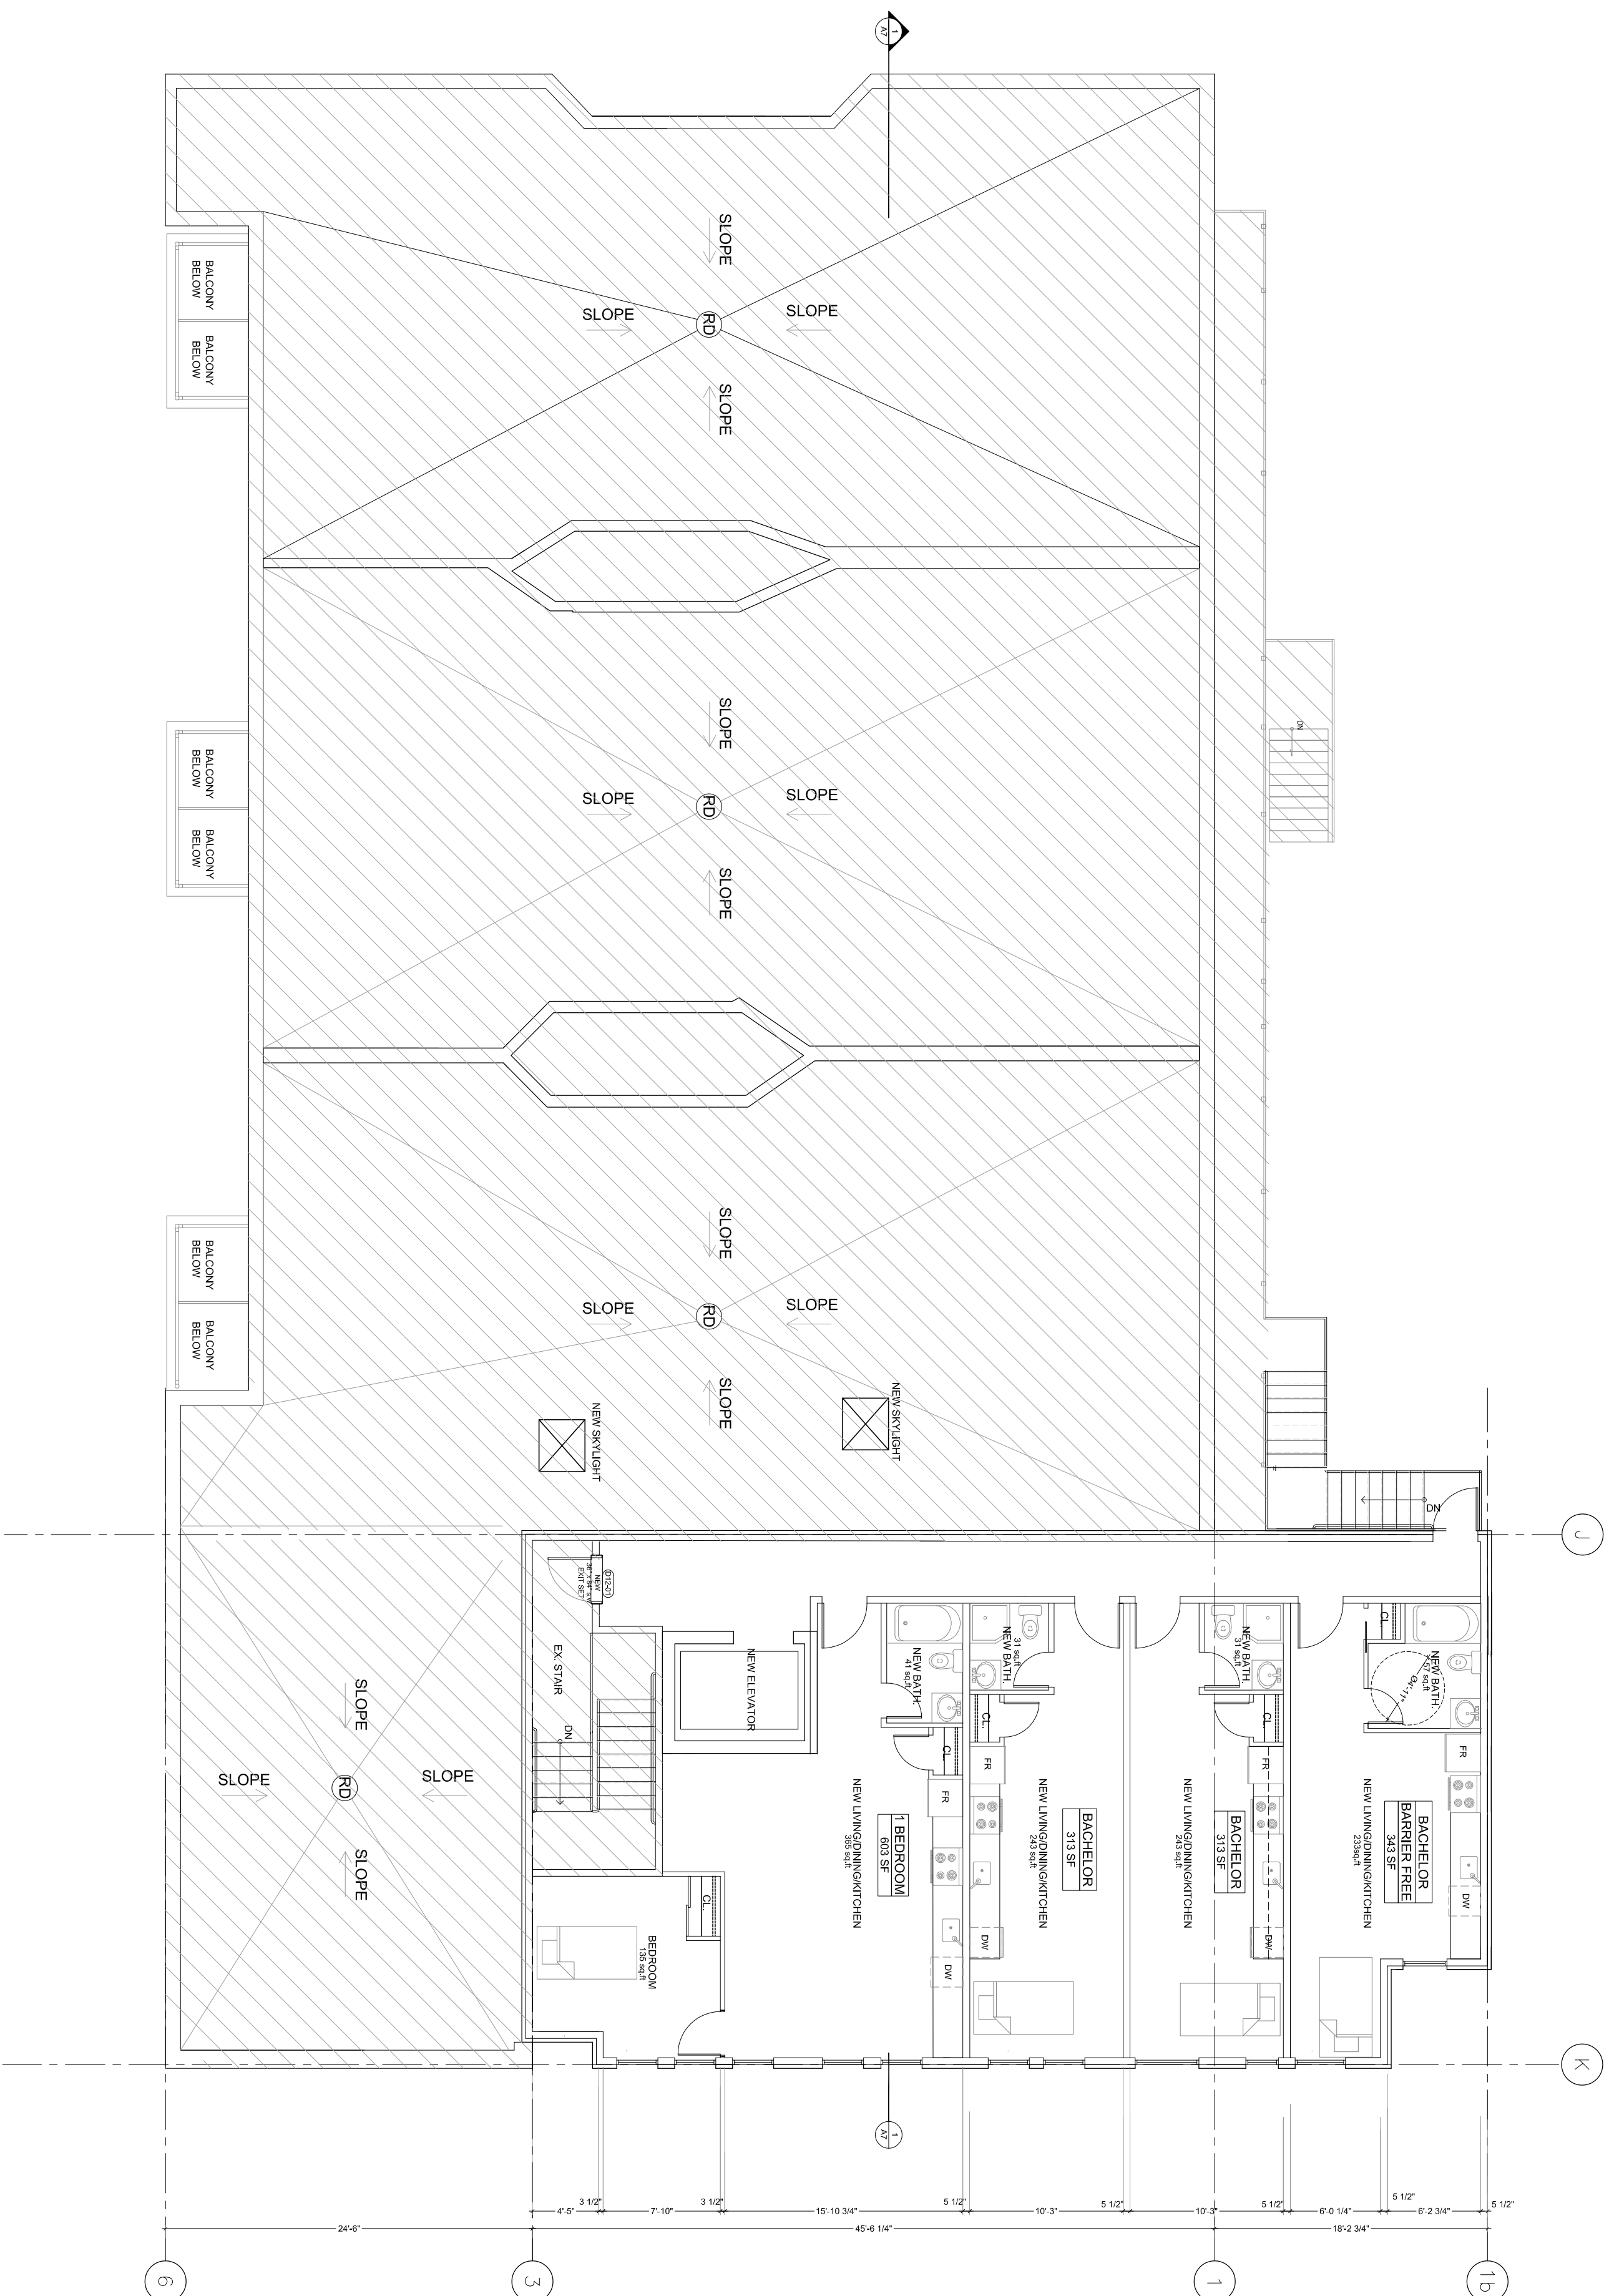 1
A7
SLOPE
SLOPE
SLOPE
RD
SLOPE
BALCONY
BELOW
BALCONY
BELOW
SLOPE
DN
BALCONY
BELOW
SLOPE
SLOPE
RD
BALCONY
BELOW
SLOPE
SLOPE
BALCONY
BELOW
SLOPE
SLOPE
RD
BALCONY
BELOW
SLOPE
NEW SKYLIGHT
NEW SKYLIGHT
DN
J
D12-01
NEW
EXIT SET
EX. STAIR
DN
NEW ELEVATOR
NEW BATH.
41 sq.ft
NEW BATH.
31 sq.ft
NEW BATH.
31 sq.ft
NEW BATH.
57 sq.ft
CL.
CL.
CL.
CL.
FR
FR
FR
FR
SLOPE
SLOPE
RD
SLOPE
SLOPE
NEW LIVING/DINING/KITCHEN
365 sq.ft
1 BEDROOM
603 SF
NEW LIVING/DINING/KITCHEN
243 sq.ft
BACHELOR
313 SF
NEW LIVING/DINING/KITCHEN
243 sq.ft
BACHELOR
313 SF
NEW LIVING/DINING/KITCHEN
233sq.ft
BACHELOR
BARRIER FREE
343 SF
DW
DW
DW
DW
CL.
BEDROOM
135 sq.ft
K
1
A7
4'-5"
3 1/2"
7'-10"
3 1/2"
15'-10 3/4"
5 1/2"
10'-3"
5 1/2"
10'-3"
5 1/2"
6'-0 1/4"
5 1/2"
6'-2 3/4"
5 1/2"
24'-6"
45'-6 1/4"
18'-2 3/4"
6
3
1
1b